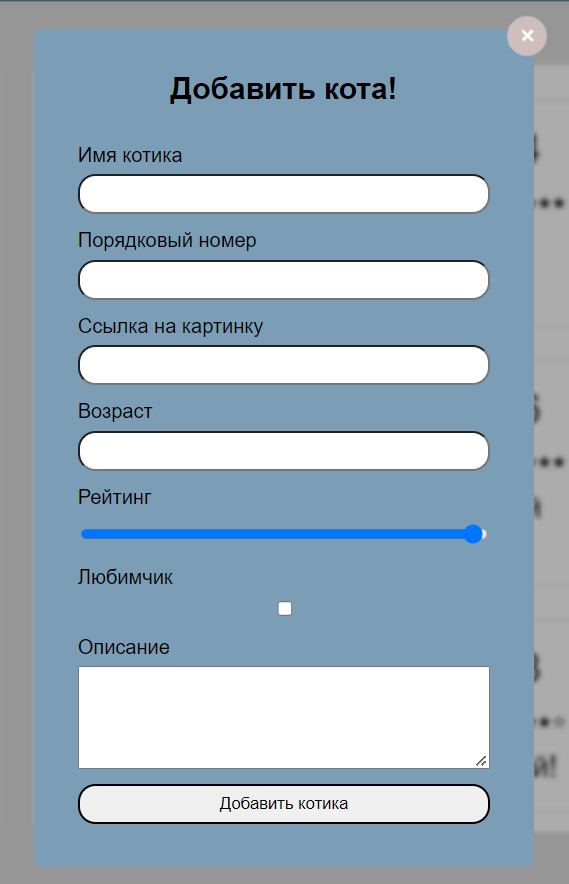 Добавить кота!
Имя котика
Порядковый номер
Ссылка на картинку
Возраст
Рейтинг
Любимчик
Описание
Добавить котика